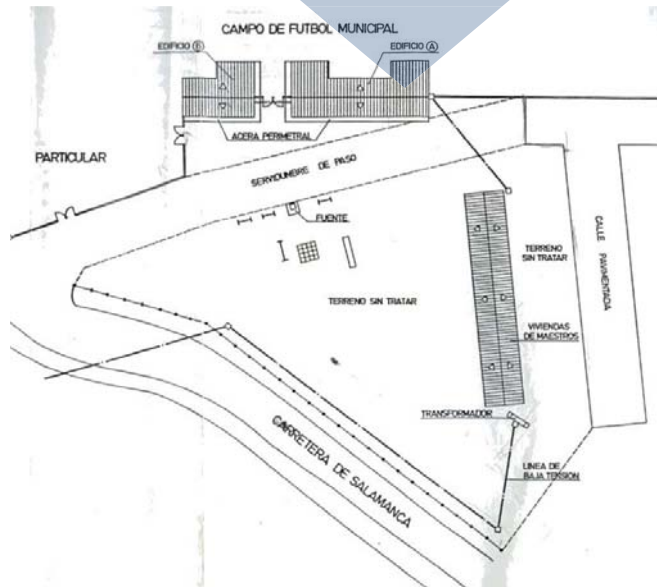 CAMPO DE FUTBOL MUNICIPAL
EDIFICIO B
EDIFICIO A
ACERA PERIMETRAL
PARTICULAR
SERVIDUMBRE DE PASO
FUENTE
TERRENO
SIN TRATAR
CALLE PAVIMENTADA
TERRENO SIN TRATAR
VIVIENDAS
DE MAESTROS
TRANSFORMADOR
CARRETERA DE SALAMANCA
LINEA DE
BAJA TENSION